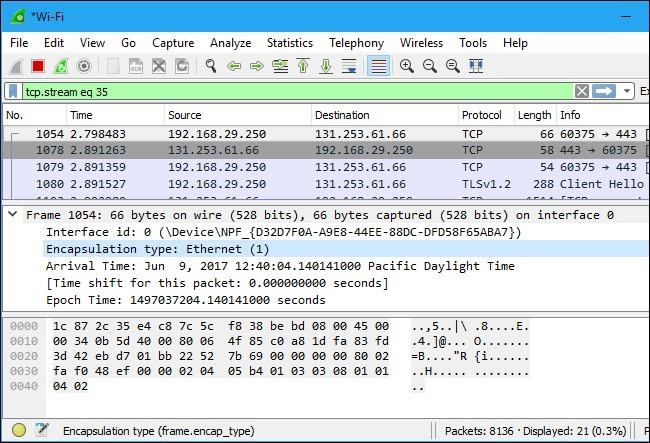 *Wi-Fi
File Edit View Go Capture Analyze Statistics Telephony Wireless Tools Help
tcp.stream eq 35
No. Time Source Destination Protocol Length Info
1054 2.798483 192.168.29.250 131.253.61.66 TCP 66 60375 → 443 [
1078 2.891263 131.253.61.66 192.168.29.250 TCP 58 443 → 60375
1079 2.891359 192.168.29.250 131.253.61.66 TCP 54 60375 → 443 [
1080 2.891527 192.168.29.250 131.253.61.66 TLSv1.2 288 Client Hello
Frame 1054: 66 bytes on wire (528 bits), 66 bytes captured (528 bits) on interface 0
Interface id: 0 (\Device\NPF_{D32D7F0A-A9E8-44EE-88DC-DFD58F65ABA7})
Encapsulation type: Ethernet (1)
Arrival Time: Jun 9, 2017 12:40:04.140141000 Pacific Daylight Time
[Time shift for this packet: 0.000000000 seconds]
Epoch Time: 1497037204.140141000 seconds
0000 1c 87 2c 35 e4 c8 7c 5c f8 38 be bd 08 00 45 00 ..,5..|\ .8....E.
0010 00 34 0b 5d 40 00 80 06 4f 85 c0 a8 1d fa 83 fd .4.]@... O.......
0020 3d 42 eb d7 01 bb 22 52 7b 69 00 00 00 00 80 02 =B...."R {i......
0030 fa f0 48 ef 00 00 02 04 05 b4 01 03 03 08 01 01 ..H..... ........
0040 04 02 ..
Encapsulation type (frame.encap_type) Packets: 8136 · Displayed: 21 (0.3%)